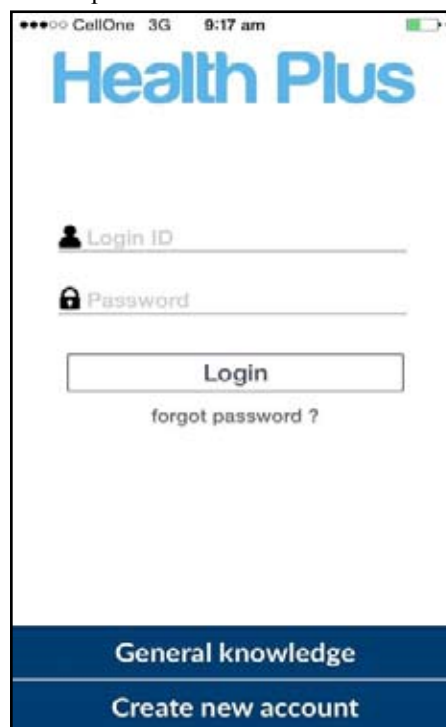 CellOne 3G 9:17 am
Health Plus
Login ID
Password
Login
forgot password ?
General knowledge
Create new account